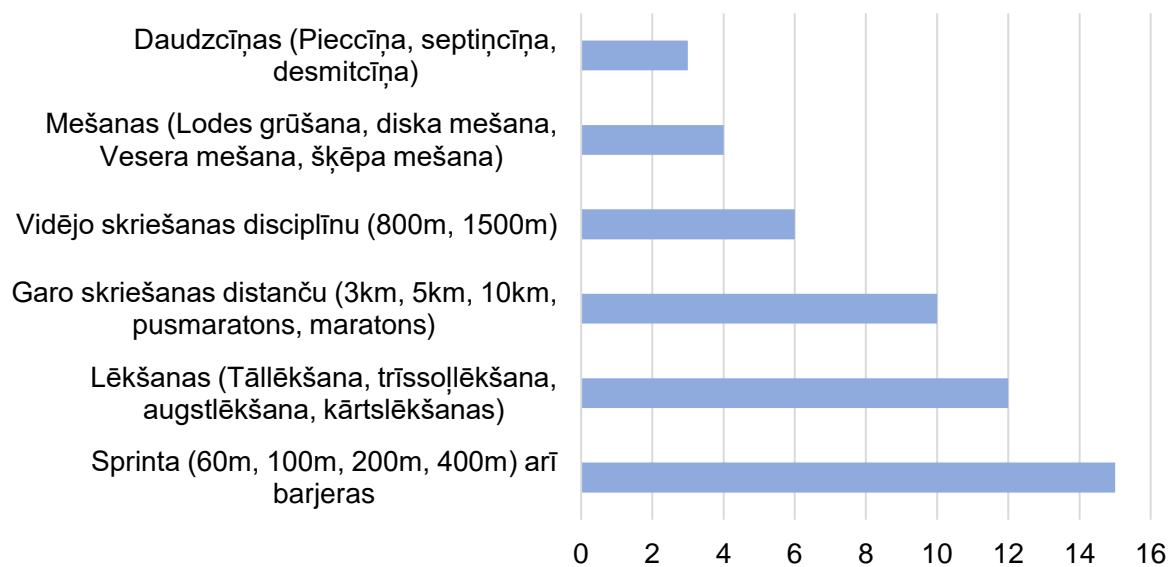 Daudzcīņas (Pieccīņa, septiņcīņa,
desmitcīņa)
Mešanas (Lodes grūšana, diska mešana,
Vesera mešana, šķēpa mešana)
Vidējo skriešanas disciplīnu (800m, 1500m)
Garo skriešanas distanču (3km, 5km, 10km,
pusmaratons, maratons)
Lēkšanas (Tāllēkšana, trīssoļlēkšana,
augstlēkšana, kārtslēkšanas)
Sprinta (60m, 100m, 200m, 400m) arī
barjeras
0 2 4 6 8 10 12 14 16